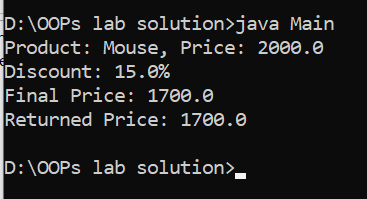 D:\OOPs lab solution>java Main
Product: Mouse, Price: 2000.0
Discount: 15.0%
Final Price: 1700.0
Returned Price: 1700.0
D:\OOPs lab solution>